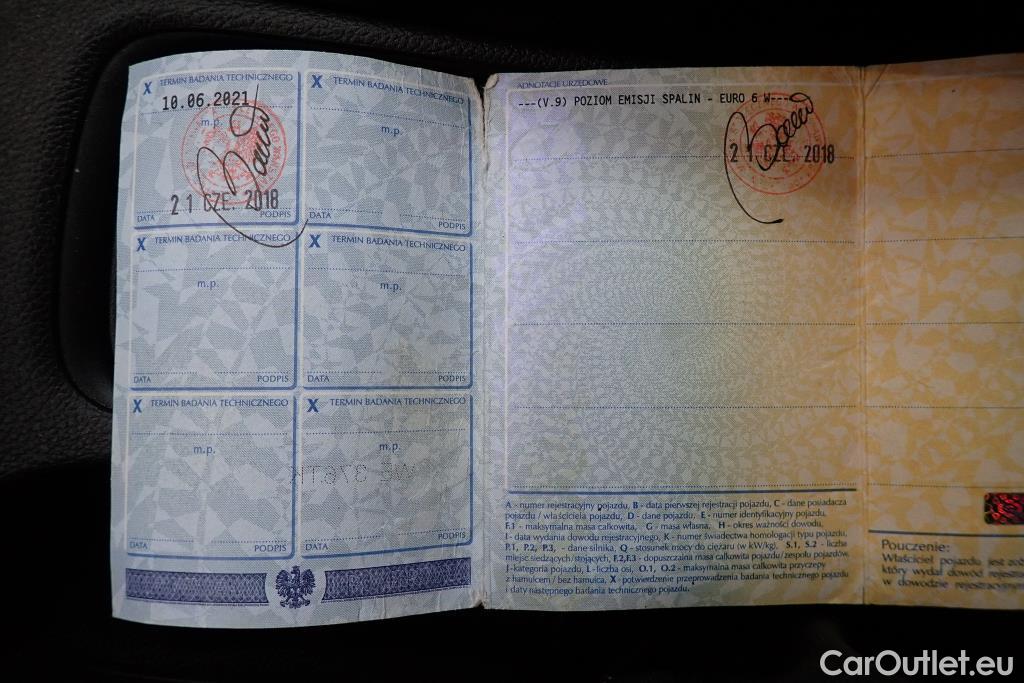 X TERMIN BADANIA TECHNICZNEGO
10.06.2021
m.p.
21 CZE. 2018
DATA PODPIS
X TERMIN BADANIA TECHNICZNEGO
m.p.
DATA PODPIS
X TERMIN BADANIA TECHNICZNEGO
m.p.
DATA PODPIS
X TERMIN BADANIA TECHNICZNEGO
m.p.
DATA PODPIS
X TERMIN BADANIA TECHNICZNEGO
m.p.
DATA PODPIS
X TERMIN BADANIA TECHNICZNEGO
m.p.
WE 376TK
DATA PODPIS
ADNOTACJE URZĘDOWE
---(V.9) POZIOM EMISJI SPALIN - EURO 6 W---
21 CZE. 2018
A - numer rejestracyjny pojazdu, B - data pierwszej rejestracji pojazdu, C - dane posiadacza
pojazdu / właściciela pojazdu, D - dane pojazdu, E - numer identyfikacyjny pojazdu,
F.1 - maksymalna masa całkowita, G - masa własna, H - okres ważności dowodu,
I - data wydania dowodu rejestracyjnego, K - numer świadectwa homologacji typu pojazdu,
P.1, P.2, P.3, - dane silnika, Q - stosunek mocy do ciężaru (w kW/kg), S.1, S.2 - liczba
miejsc siedzących/stojących, F.2,F.3 - dopuszczalna masa całkowita pojazdu/zespołu pojazdów,
J - kategoria pojazdu, L - liczba osi, O.1, O.2 - maksymalna masa całkowita przyczepy
z hamulcem / bez hamulca, X - potwierdzenie przeprowadzenia badania technicznego pojazdu
i daty następnego badania technicznego pojazdu.
Pouczenie:
Właściciel pojazdu jest
który wydał dowód
w dowodzie
CarOutlet.eu